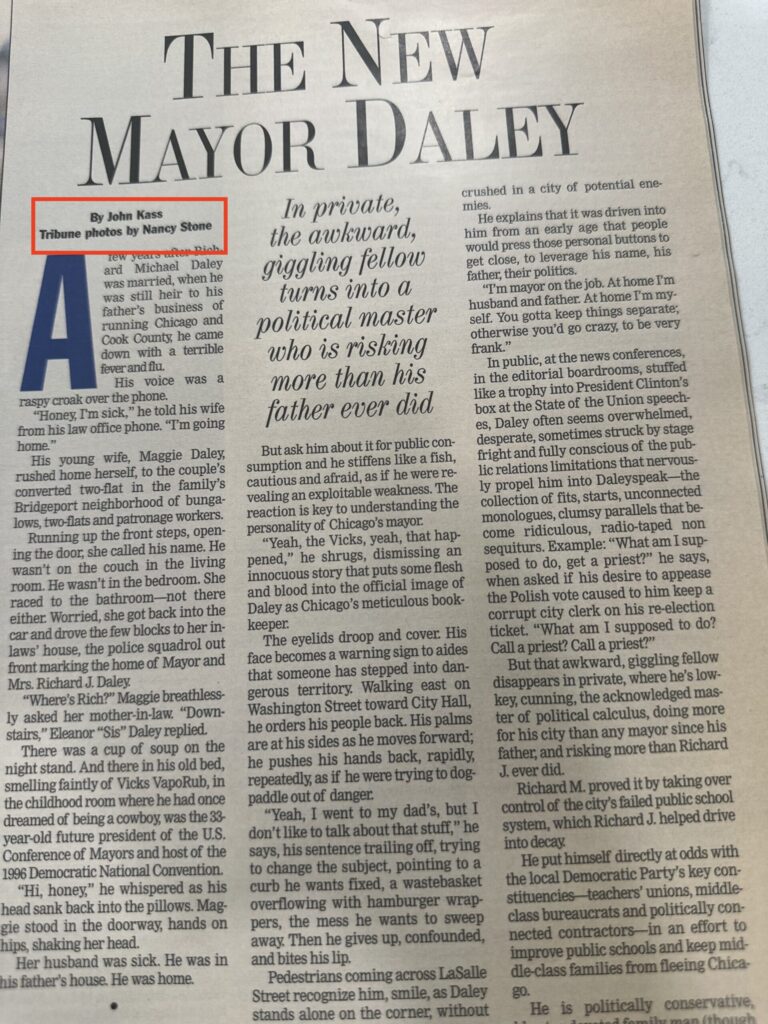 THE NEW
MAYOR DALEY
By John Kass
Tribune photos by Nancy Stone
A few years after Rich-
ard Michael Daley
was married, when he
was still heir to his
father's business of
running Chicago and
Cook County, he came
down with a terrible
fever and flu.
His voice was a
raspy croak over the phone.
"Honey, I'm sick," he told his wife
from his law office phone. "I'm going
home."
His young wife, Maggie Daley,
rushed home herself, to the couple's
converted two-flat in the family's
Bridgeport neighborhood of bunga-
lows, two-flats and patronage workers.
Running up the front steps, open-
ing the door, she called his name. He
wasn't on the couch in the living
room. He wasn't in the bedroom. She
raced to the bathroom—not there
either. Worried, she got back into the
car and drove the few blocks to her in-
laws' house, the police squadrol out
front marking the home of Mayor and
Mrs. Richard J. Daley.
"Where's Rich?" Maggie breathless-
ly asked her mother-in-law. "Down-
stairs," Eleanor "Sis" Daley replied.
There was a cup of soup on the
night stand. And there in his old bed,
smelling faintly of Vicks VapoRub, in
the childhood room where he had once
dreamed of being a cowboy, was the 33-
year-old future president of the U.S.
Conference of Mayors and host of the
1996 Democratic National Convention.
"Hi, honey," he whispered as his
head sank back into the pillows. Mag-
gie stood in the doorway, hands on
hips, shaking her head.
Her husband was sick. He was in
his father's house. He was home.
In private,
the awkward,
giggling fellow
turns into a
political master
who is risking
more than his
father ever did
But ask him about it for public con-
sumption and he stiffens like a fish,
cautious and afraid, as if he were re-
vealing an exploitable weakness. The
reaction is key to understanding the
personality of Chicago's mayor.
"Yeah, the Vicks, yeah, that hap-
pened," he shrugs, dismissing an
innocuous story that puts some flesh
and blood into the official image of
Daley as Chicago's meticulous book-
keeper.
The eyelids droop and cover. His
face becomes a warning sign to aides
that someone has stepped into dan-
gerous territory. Walking east on
Washington Street toward City Hall,
he orders his people back. His palms
are at his sides as he moves forward;
he pushes his hands back, rapidly,
repeatedly, as if he were trying to dog-
paddle out of danger.
"Yeah, I went to my dad's, but I
don't like to talk about that stuff," he
says, his sentence trailing off, trying
to change the subject, pointing to a
curb he wants fixed, a wastebasket
overflowing with hamburger wrap-
pers, the mess he wants to sweep
away. Then he gives up, confounded,
and bites his lip.
Pedestrians coming across LaSalle
Street recognize him, smile, as Daley
stands alone on the corner, without
crushed in a city of potential ene-
mies.
He explains that it was driven into
him from an early age that people
would press those personal buttons to
get close, to leverage his name, his
father, their politics.
"I'm mayor on the job. At home I'm
husband and father. At home I'm my-
self. You gotta keep things separate;
otherwise you'd go crazy, to be very
frank."
In public, at the news conferences,
in the editorial boardrooms, stuffed
like a trophy into President Clinton's
box at the State of the Union speech-
es, Daley often seems overwhelmed,
desperate, sometimes struck by stage
fright and fully conscious of the pub-
lic relations limitations that nervous-
ly propel him into Daleyspeak—the
collection of fits, starts, unconnected
monologues, clumsy parallels that be-
come ridiculous, radio-taped non
sequiturs. Example: "What am I sup-
posed to do, get a priest?" he says,
when asked if his desire to appease
the Polish vote caused to him keep a
corrupt city clerk on his re-election
ticket. "What am I supposed to do?
Call a priest? Call a priest?"
But that awkward, giggling fellow
disappears in private, where he's low-
key, cunning, the acknowledged mas-
ter of political calculus, doing more
for his city than any mayor since his
father, and risking more than Richard
J. ever did.
Richard M. proved it by taking over
control of the city's failed public school
system, which Richard J. helped drive
into decay.
He put himself directly at odds with
the local Democratic Party's key con-
stituencies—teachers' unions, middle-
class bureaucrats and politically con-
nected contractors—in an effort to
improve public schools and keep mid-
dle-class families from fleeing Chica-
go.
He is politically conservative,
family man (though